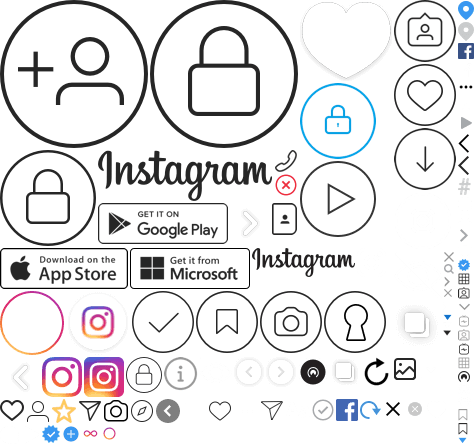 Instagram
GET IT ON
Google Play
Download on the
App Store
Get it from
Microsoft
Instagram
#